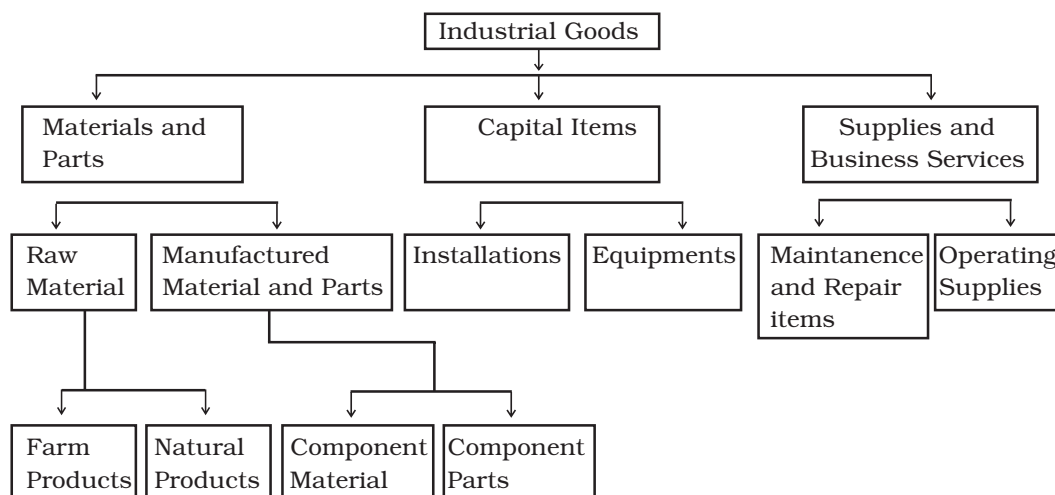 Industrial Goods
Materials and
Parts
Capital Items
Supplies and
Business Services
Raw
Material
Manufactured
Material and Parts
Installations
Equipments
Maintanence
and Repair
items
Operating
Supplies
Farm
Products
Natural
Products
Component
Material
Component
Parts